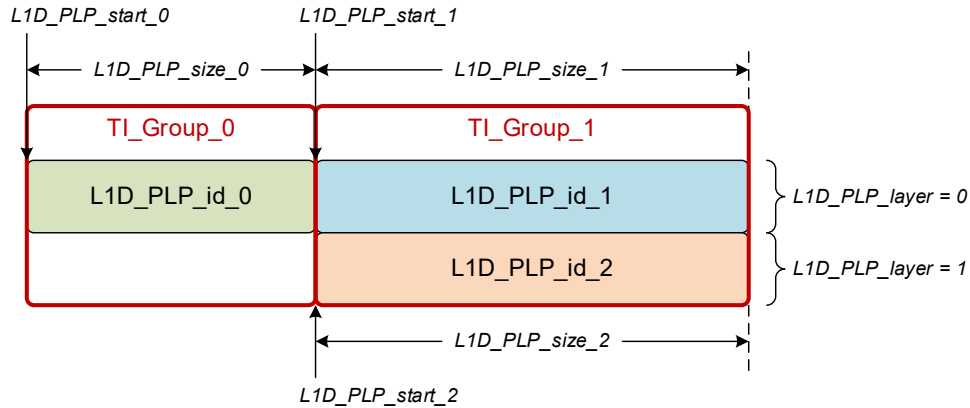 L1D_PLP_start_0
L1D_PLP_start_1
L1D_PLP_size_0
L1D_PLP_size_1
TI_Group_0
TI_Group_1
L1D_PLP_id_0
L1D_PLP_id_1
L1D_PLP_layer = 0
L1D_PLP_id_2
L1D_PLP_layer = 1
L1D_PLP_size_2
L1D_PLP_start_2